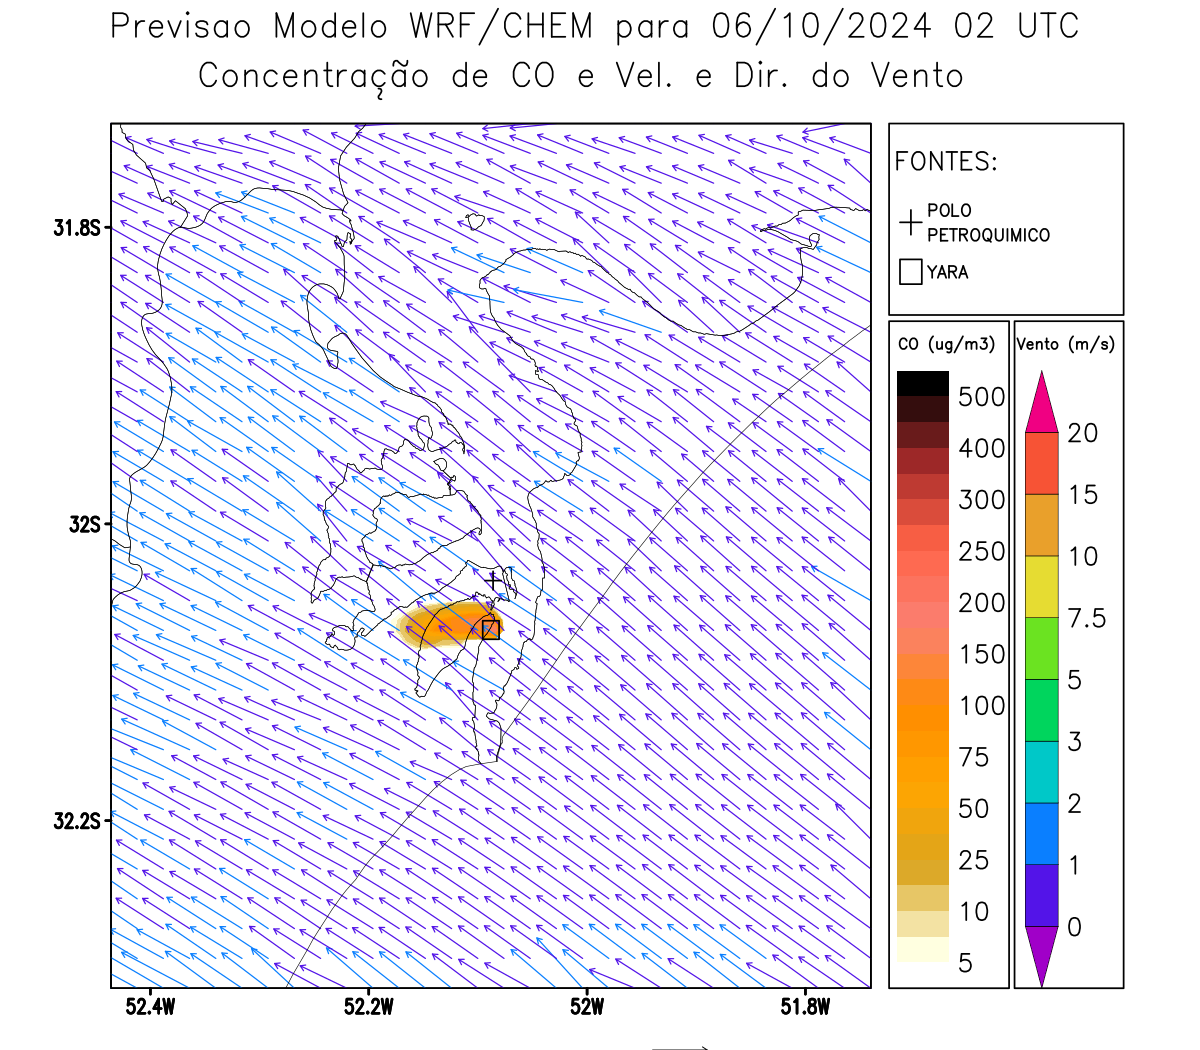 Previsao Modelo WRF/CHEM para 06/10/2024 02 UTC
Concentração de CO e Vel. e Dir. do Vento
FONTES:
POLO
PETROQUIMICO
YARA
CO (ug/m3)
500
400
300
250
200
150
100
75
50
25
10
5
Vento (m/s)
20
15
10
7.5
5
3
2
1
0
31.8S
32S
32.2S
52.4W
52.2W
52W
51.8W